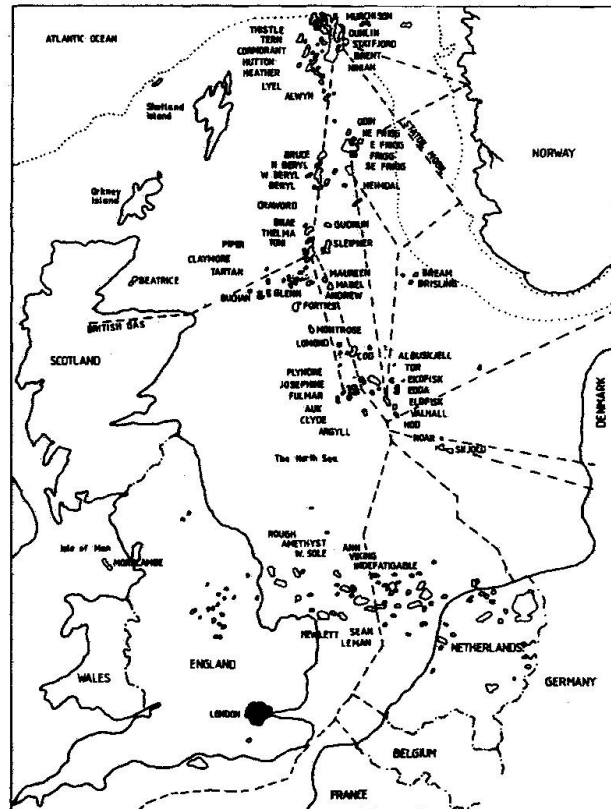 MURCHISON
THISTLE
DUNLIN
TERN
STATFJORD
CORMORANT
BRENT
HUTTON
NINIAN
HEATHER
LYEL
ALWYN
ATLANTIC OCEAN
Shetland
Island
ODIN
NE FRIGG
E FRIGG
FRIGG
SE FRIGG
NORWAY
BRUCE
N BERYL
W BERYL
BERYL
HEIMDAL
Orkney
Island
CRAWORD
BRAE
GUDRUN
THELMA
TONI
SLEIPNER
PIPER
CLAYMORE
TARTAN
MAUREEN
MABEL
ANDREW
BREAM
BRISLING
BEATRICE
BUCHAN
E GLENN
FORTIES
BRITISH GAS
MONTROSE
LOMOND
COD
ALBUSKJELL
TOR
EKOFISK
EDDA
ELDFISK
VALHALL
HOD
SCOTLAND
JOSEPHINE
FULMAR
AUK
CLYDE
ARGYLL
ROAR
SKJOLD
DENMARK
The North Sea
Isle of Man
MORECAMBE
ROUGH
AMETHYST
W. SOLE
ANN
VIKING
INDEFATIGABLE
HEWLETT
SEAN
LEMAN
NETHERLANDS
ENGLAND
WALES
GERMANY
LONDON
BELGIUM
FRANCE